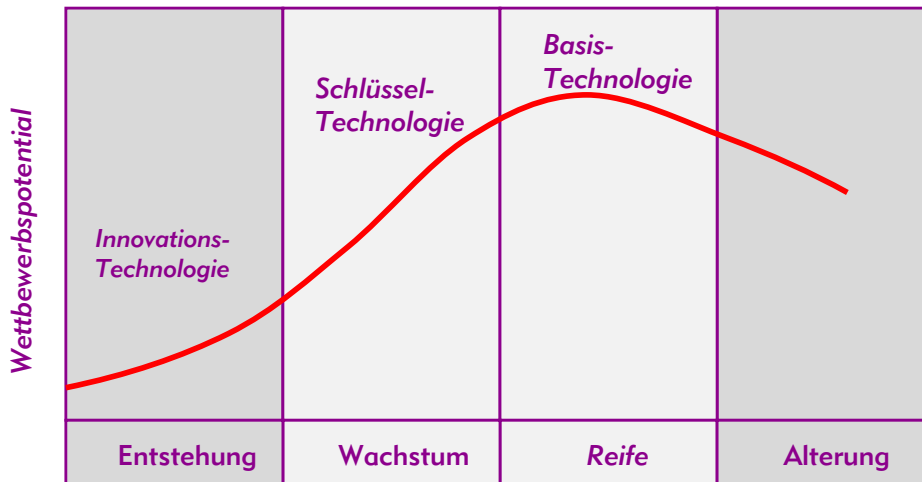 Wettbewerbspotential
Innovations-
Technologie
Schlüssel-
Technologie
Basis-
Technologie
Entstehung
Wachstum
Reife
Alterung